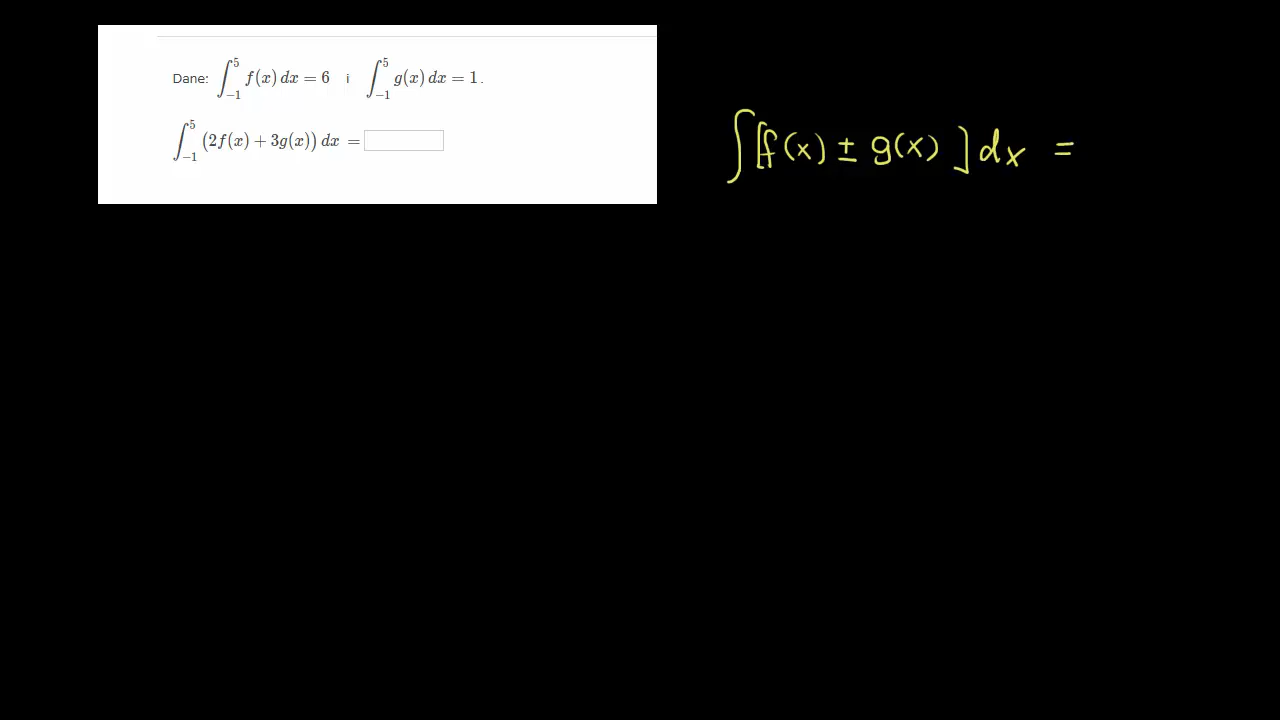 Dane: ∫_{-1}^{5} f(x) dx = 6 i ∫_{-1}^{5} g(x) dx = 1.
∫_{-1}^{5} (2f(x) + 3g(x)) dx =
∫[f(x) ± g(x)] dx =